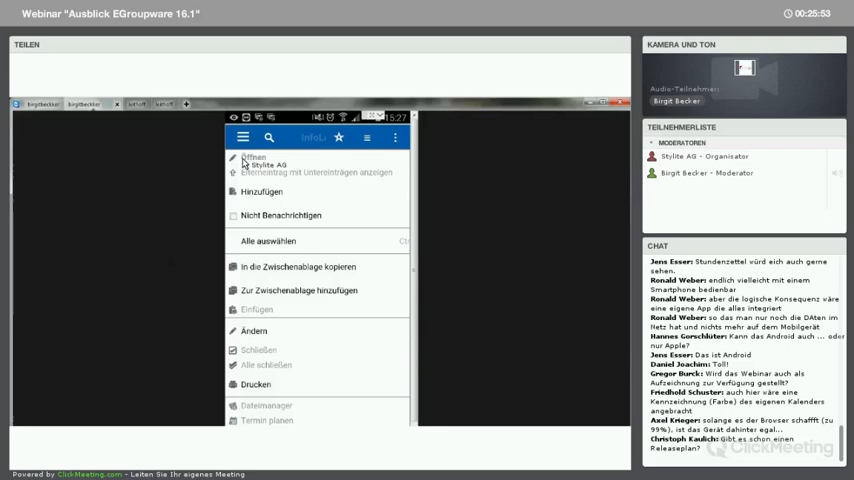 Webinar "Ausblick EGroupware 16.1"
00:25:53
TEILEN
birgitbeckker
birgitbeckker
15:27
Öffnen
Stylite AG
Elterneintrag mit Untereinträgen anzeigen
Hinzufügen
Nicht Benachrichtigen
Alle auswählen
In die Zwischenablage kopieren
Zur Zwischenablage hinzufügen
Einfügen
Ändern
Schließen
Alle schließen
Drucken
Dateimanager
Termin planen
KAMERA UND TON
Audio-Teilnehmer:
Birgit Becker
TEILNEHMERLISTE
MODERATOREN
Stylite AG - Organisator
Birgit Becker - Moderator
CHAT
Jens Esser: Stundenzettel würd eich auch gerne
sehen.
Ronald Weber: endlich vielleicht mit einem
Smartphone bedienbar
Ronald Weber: aber die logische Konsequenz wäre
eine eigene App die alles integriert
Ronald Weber: so das man nur noch die DAten im
Netz hat und nichts mehr auf dem Mobilgerät
Hannes Gorschlüter: Kann das Android auch ... oder
nur Apple?
Jens Esser: Das ist Android
Daniel Joachim: Toll!
Gregor Burck: Wird das Webinar auch als
Aufzeichnung zur Verfügung gestellt?
Friedhold Schuster: auch hier wäre eine
Kennzeichnung (Farbe) des eigenen Kalenders
angebracht
Axel Krieger: solange es der Browser schaffft (zu
99%), ist das Gerät dahinter egal...
Christoph Kaulich: Gibt es schon einen
Releaseplan?
ClickMeeting
Powered by ClickMeeting.com - Leiten Sie Ihr eigenes Meeting